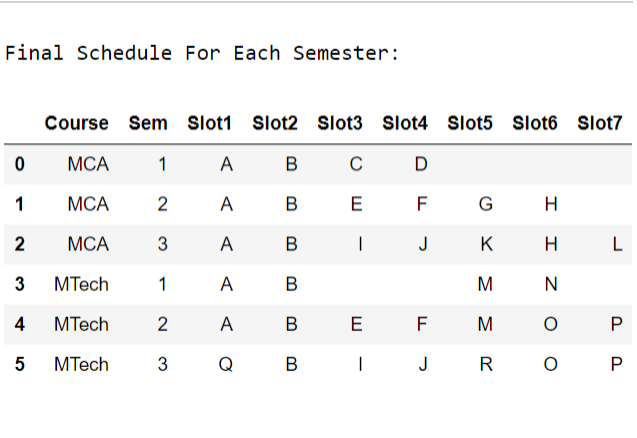 Final Schedule For Each Semester:
Course Sem Slot1 Slot2 Slot3 Slot4 Slot5 Slot6 Slot7
0 MCA 1 A B C D
1 MCA 2 A B E F G H
2 MCA 3 A B I J K H L
3 MTech 1 A B M N
4 MTech 2 A B E F M O P
5 MTech 3 Q B I J R O P